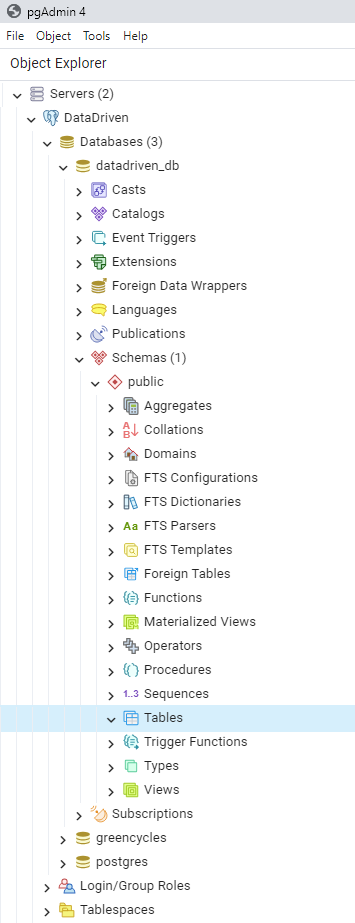 pgAdmin 4
File Object Tools Help
Object Explorer
Servers (2)
DataDriven
Databases (3)
datadriven_db
Casts
Catalogs
Event Triggers
Extensions
Foreign Data Wrappers
Languages
Publications
Schemas (1)
public
Aggregates
Collations
Domains
FTS Configurations
FTS Dictionaries
Aa FTS Parsers
FTS Templates
Foreign Tables
Functions
Materialized Views
Operators
Procedures
1..3 Sequences
Tables
Trigger Functions
Types
Views
Subscriptions
greencycles
postgres
Login/Group Roles
Tablespaces